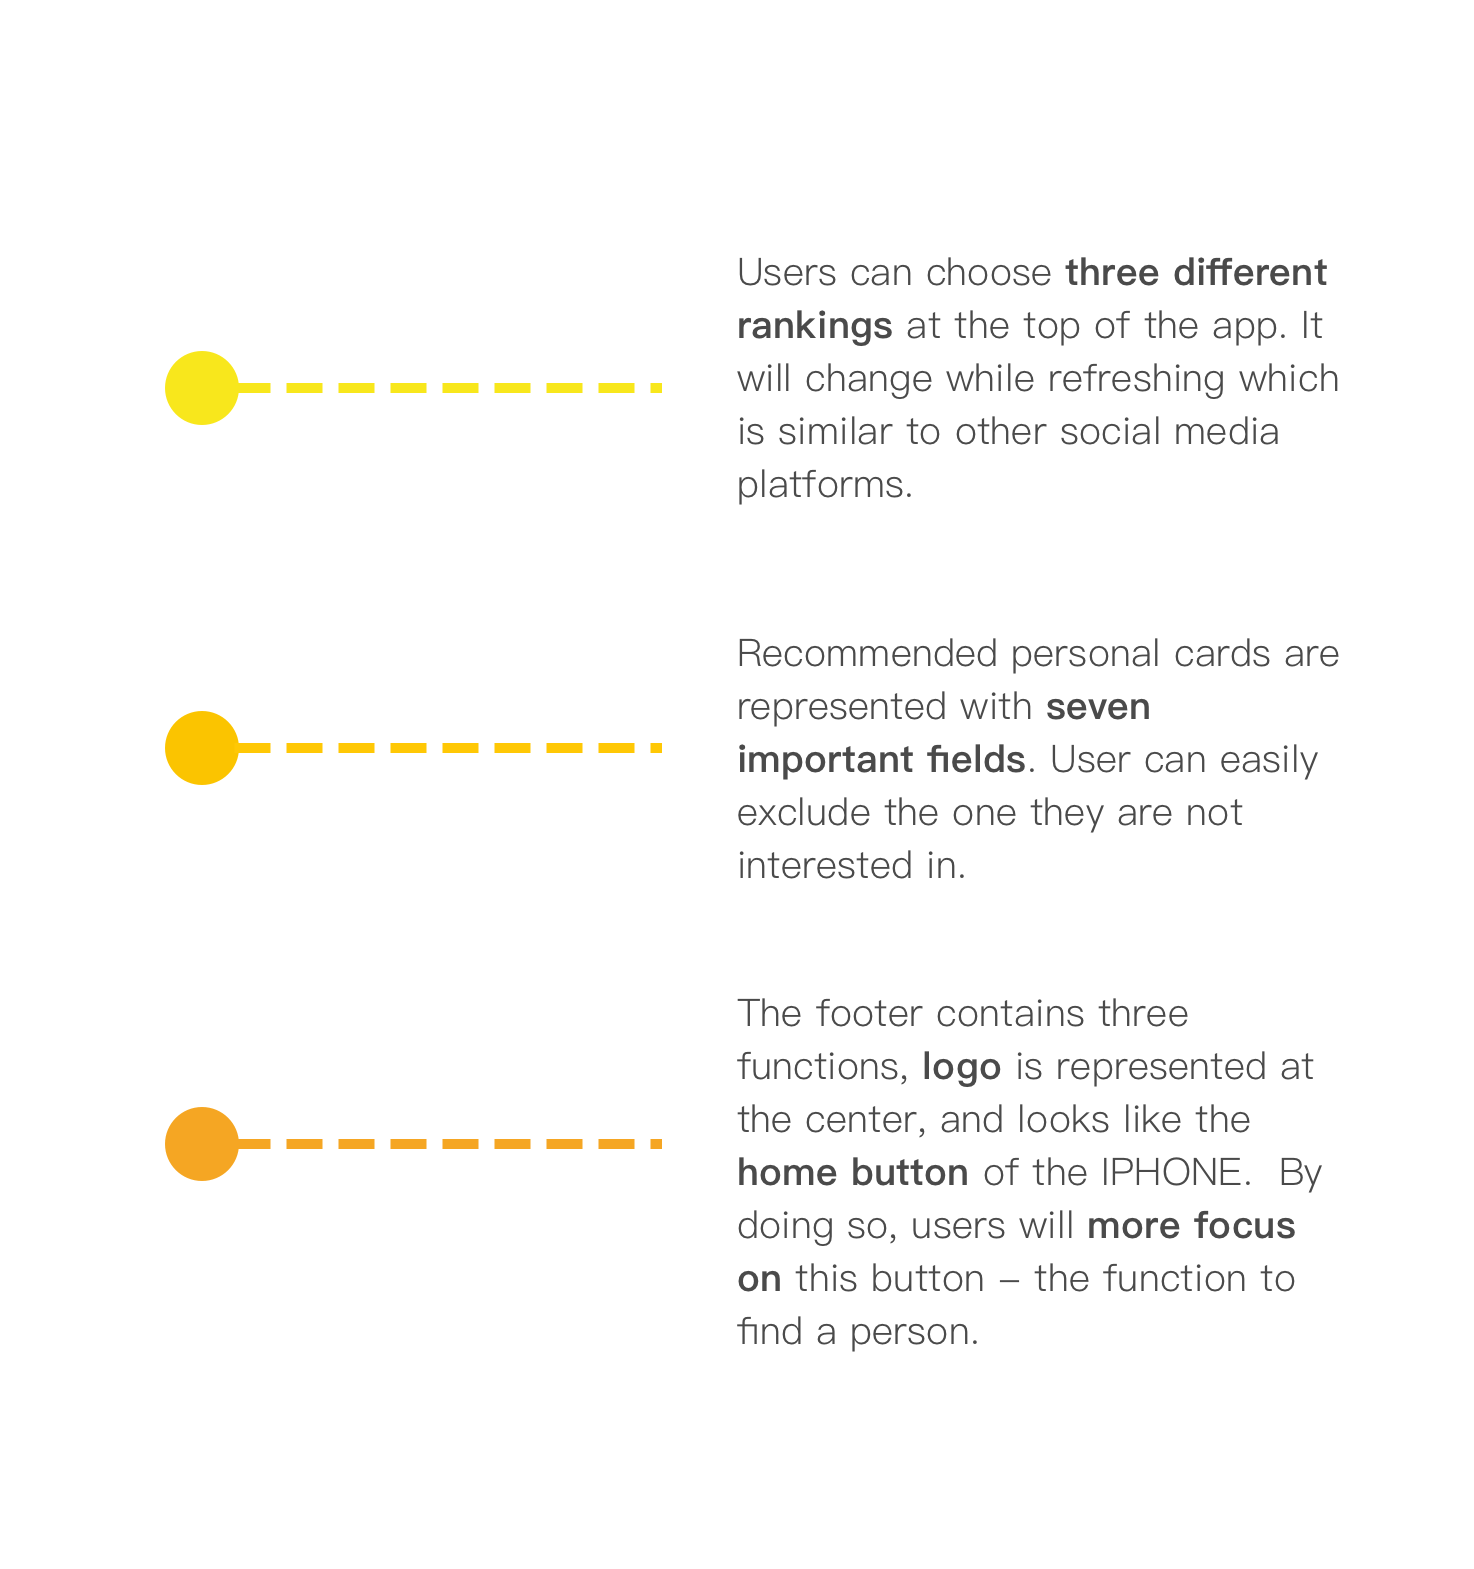 Users can choose three different
rankings at the top of the app. It
will change while refreshing which
is similar to other social media
platforms.
Recommended personal cards are
represented with seven
important fields. User can easily
exclude the one they are not
interested in.
The footer contains three
functions, logo is represented at
the center, and looks like the
home button of the IPHONE.  By
doing so, users will more focus
on this button – the function to
find a person.